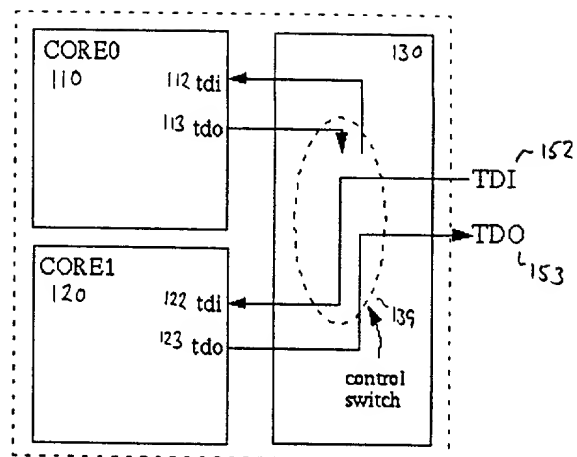 CORE0
110
112 tdi
113 tdo
130
TDI
152
TDO
153
CORE1
120
122 tdi
123 tdo
139
control
switch